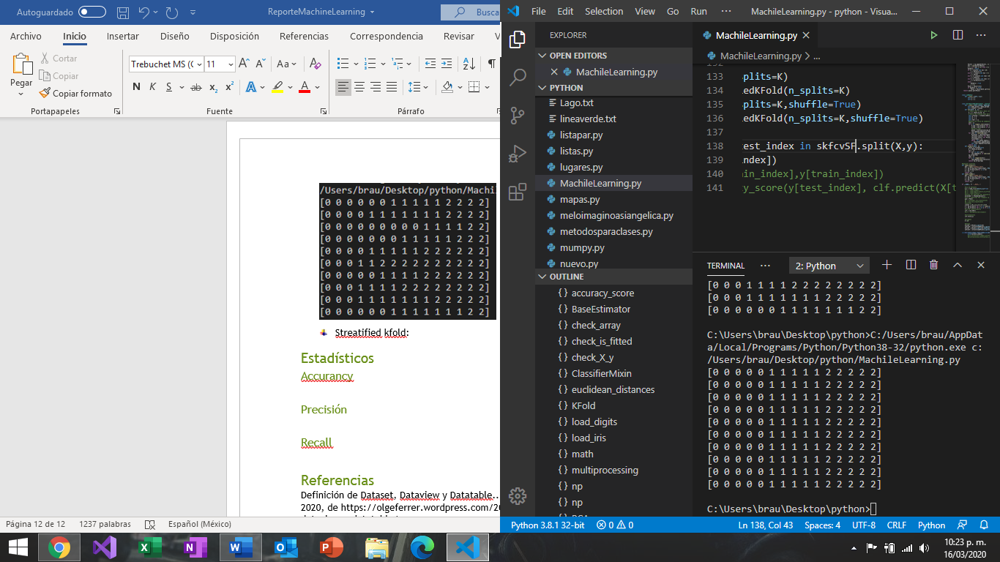 Autoguardado
ReporteMachineLearning
Busca
Archivo Inicio Insertar Diseño Disposición Referencias Correspondencia Revisar V
Pegar
Cortar
Copiar
Copiar formato
Portapapeles
Trebuchet MS (C 11
N K S ab x₂ x²
Aa
Fuente
Párrafo
/Users/brau/Desktop/python/Machil
[0 0 0 0 0 0 1 1 1 1 1 2 2 2 2]
[0 0 0 0 1 1 1 1 1 1 1 2 2 2 2]
[0 0 0 0 0 0 0 0 0 1 1 1 1 2 2]
[0 0 0 0 0 0 0 1 1 1 1 1 2 2 2]
[0 0 0 0 1 1 1 1 1 2 2 2 2 2 2]
[0 0 0 1 1 2 2 2 2 2 2 2 2 2 2]
[0 0 0 0 0 1 1 1 1 2 2 2 2 2 2]
[0 0 0 1 1 1 1 2 2 2 2 2 2 2 2]
[0 0 0 1 1 1 1 1 1 1 2 2 2 2 2]
[0 0 0 0 0 0 1 1 1 1 1 1 1 2 2]
Streatified kfold:
Estadísticos
Accurancy
Precisión
Recall
Referencias
Definición de Dataset, Dataview y Datatable..
2020, de https://olgeferrer.wordpress.com/20
Página 12 de 12
1237 palabras
Español (México)
File Edit Selection View Go Run ···
MachileLearning.py - python - Visua...
EXPLORER
OPEN EDITORS
MachileLearning.py
PYTHON
Lago.txt
lineaverde.txt
listapar.py
listas.py
lugares.py
MachileLearning.py
mapas.py
meloimaginoasiangelica.py
metodosparaclases.py
mumpy.py
nuevo.py
OUTLINE
accuracy_score
BaseEstimator
check_array
check_is_fitted
check_X_y
ClassifierMixin
euclidean_distances
KFold
load_digits
load_iris
math
multiprocessing
np
np
MachileLearning.py
MachileLearning.py > ...
132
133 plits=K)
134 edKFold(n_splits=K)
135 plits=K,shuffle=True)
136 edKFold(n_splits=K,shuffle=True)
137
138 est_index in skfcvSF.split(X,y):
139 ndex])
140 in_index],y[train_index])
141 y_score(y[test_index], clf.predict(X[t
TERMINAL ··· 2: Python
[0 0 0 1 1 1 1 2 2 2 2 2 2 2 2]
[0 0 0 1 1 1 1 1 1 1 2 2 2 2 2]
[0 0 0 0 0 0 1 1 1 1 1 1 1 2 2]
C:\Users\brau\Desktop\python>C:/Users/brau/AppDat
a/Local/Programs/Python/Python38-32/python.exe c:
/Users/brau/Desktop/python/MachileLearning.py
[0 0 0 0 0 1 1 1 1 1 2 2 2 2 2]
[0 0 0 0 0 1 1 1 1 1 2 2 2 2 2]
[0 0 0 0 0 1 1 1 1 1 2 2 2 2 2]
[0 0 0 0 0 1 1 1 1 1 2 2 2 2 2]
[0 0 0 0 0 1 1 1 1 1 2 2 2 2 2]
[0 0 0 0 0 1 1 1 1 1 2 2 2 2 2]
[0 0 0 0 0 1 1 1 1 1 2 2 2 2 2]
[0 0 0 0 0 1 1 1 1 1 2 2 2 2 2]
[0 0 0 0 0 1 1 1 1 1 2 2 2 2 2]
[0 0 0 0 0 1 1 1 1 1 2 2 2 2 2]
C:\Users\brau\Desktop\python>
Python 3.8.1 32-bit
0 0
Ln 138, Col 43 Spaces: 4 UTF-8 CRLF Python
10:23 p. m.
16/03/2020